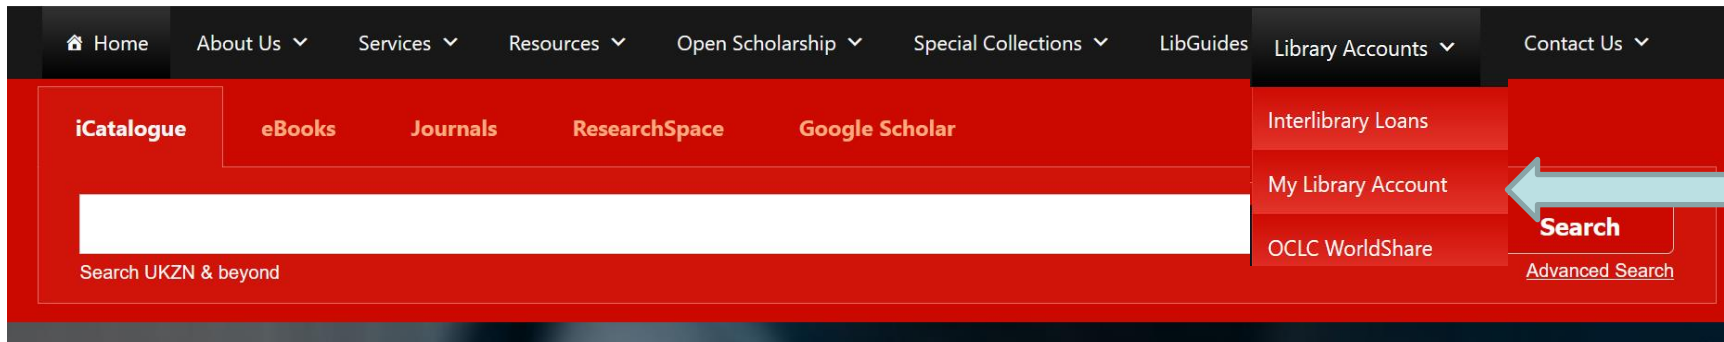 Home About Us Services Resources Open Scholarship Special Collections LibGuides Library Accounts Contact Us
iCatalogue eBooks Journals ResearchSpace Google Scholar
Interlibrary Loans
My Library Account
OCLC WorldShare
Search
Search UKZN & beyond
Advanced Search